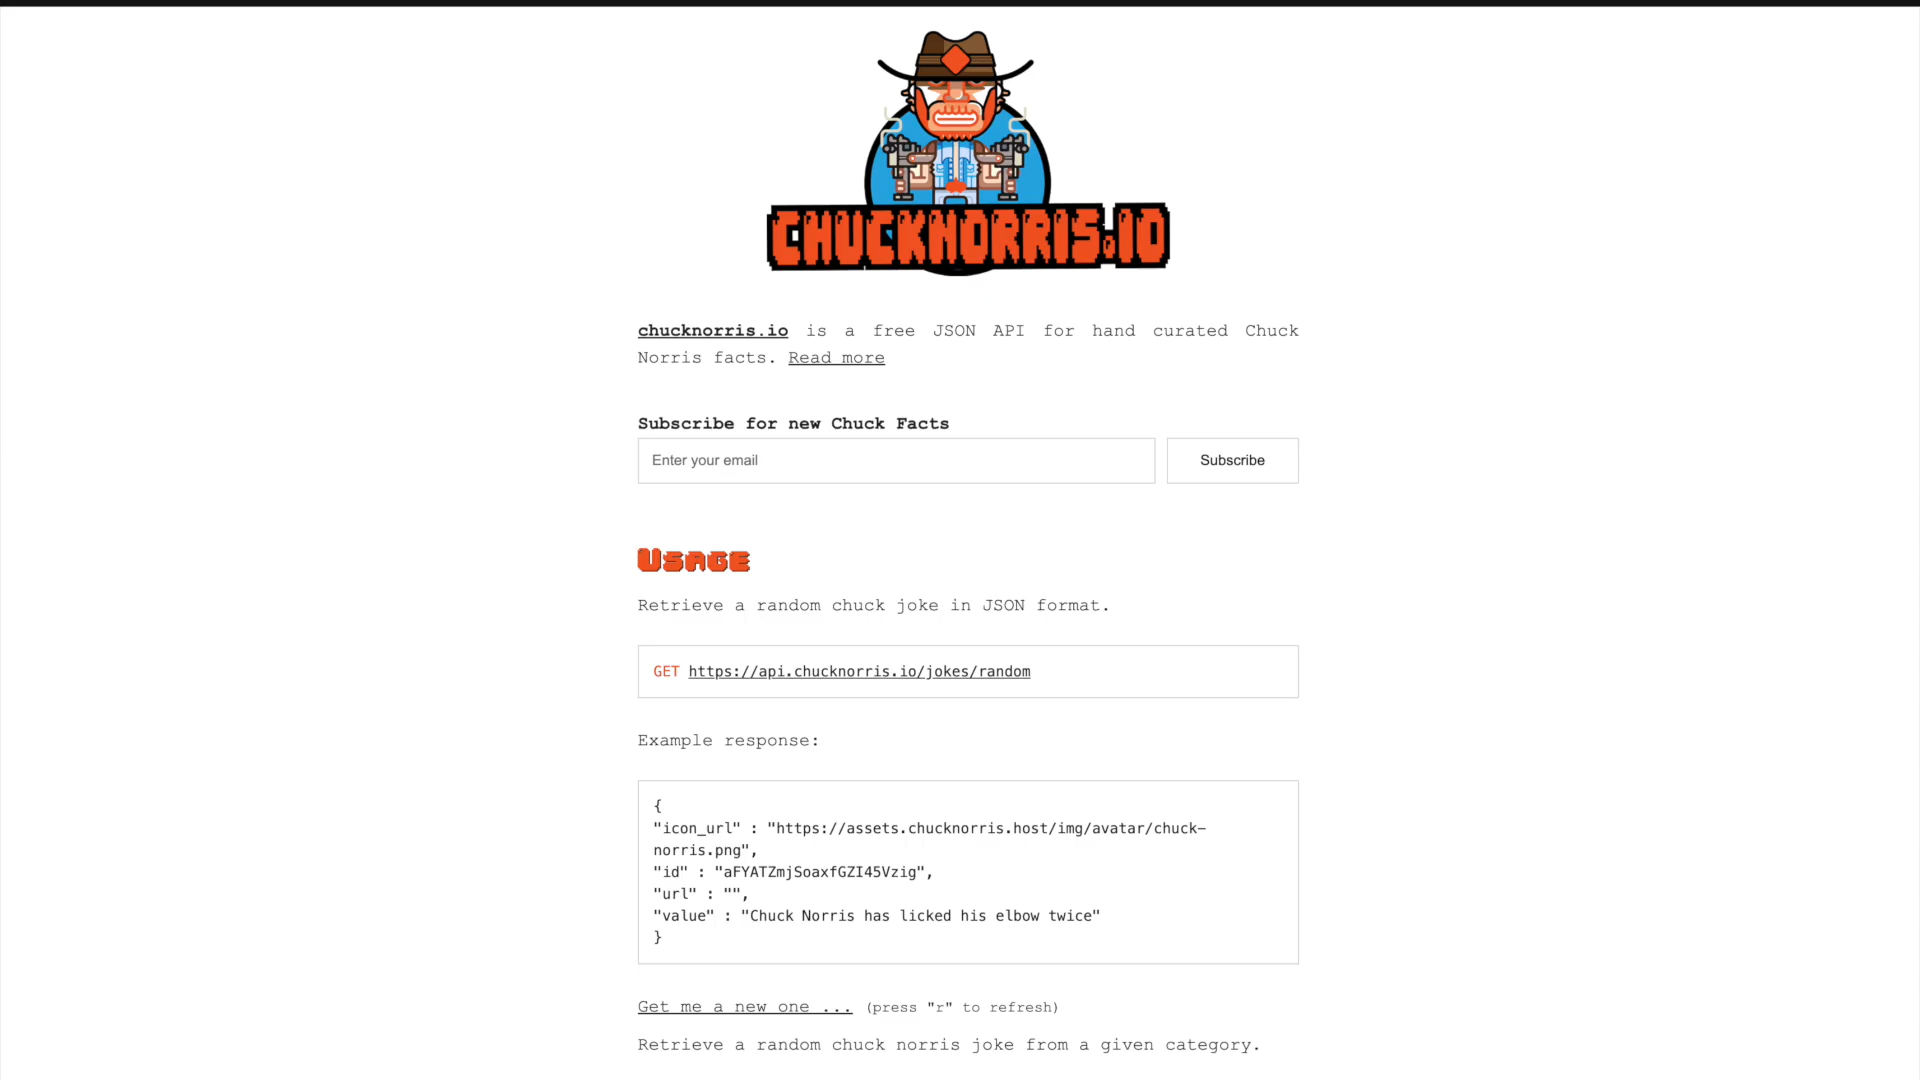 CHUCKNORRIS.IO
chucknorris.io is a free JSON API for hand curated Chuck
Norris facts. Read more
Subscribe for new Chuck Facts
Enter your email
Subscribe
USAGE
Retrieve a random chuck joke in JSON format.
GET https://api.chucknorris.io/jokes/random
Example response:
{
"icon_url" : "https://assets.chucknorris.host/img/avatar/chuck-
norris.png",
"id" : "aFYATZmjSoaxfGZI45Vzig",
"url" : "",
"value" : "Chuck Norris has licked his elbow twice"
}
Get me a new one ... (press "r" to refresh)
Retrieve a random chuck norris joke from a given category.